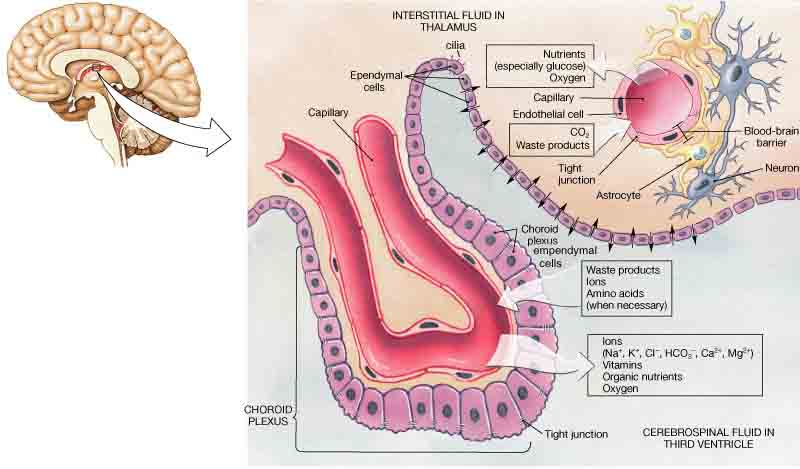 INTERSTITIAL FLUID IN
THALAMUS
cilia
Ependymal
cells
Capillary
Nutrients
(especially glucose)
Oxygen
Capillary
Endothelial cell
CO₂
Waste products
Tight
junction
Astrocyte
Blood-brain
barrier
Neuron
Choroid
plexus
empendymal
cells
Waste products
Ions
Amino acids
(when necessary)
Ions
(Na⁺, K⁺, Cl⁻, HCO₃⁻, Ca²⁺, Mg²⁺)
Vitamins
Organic nutrients
Oxygen
CHOROID
PLEXUS
Tight junction
CEREBROSPINAL FLUID IN
THIRD VENTRICLE